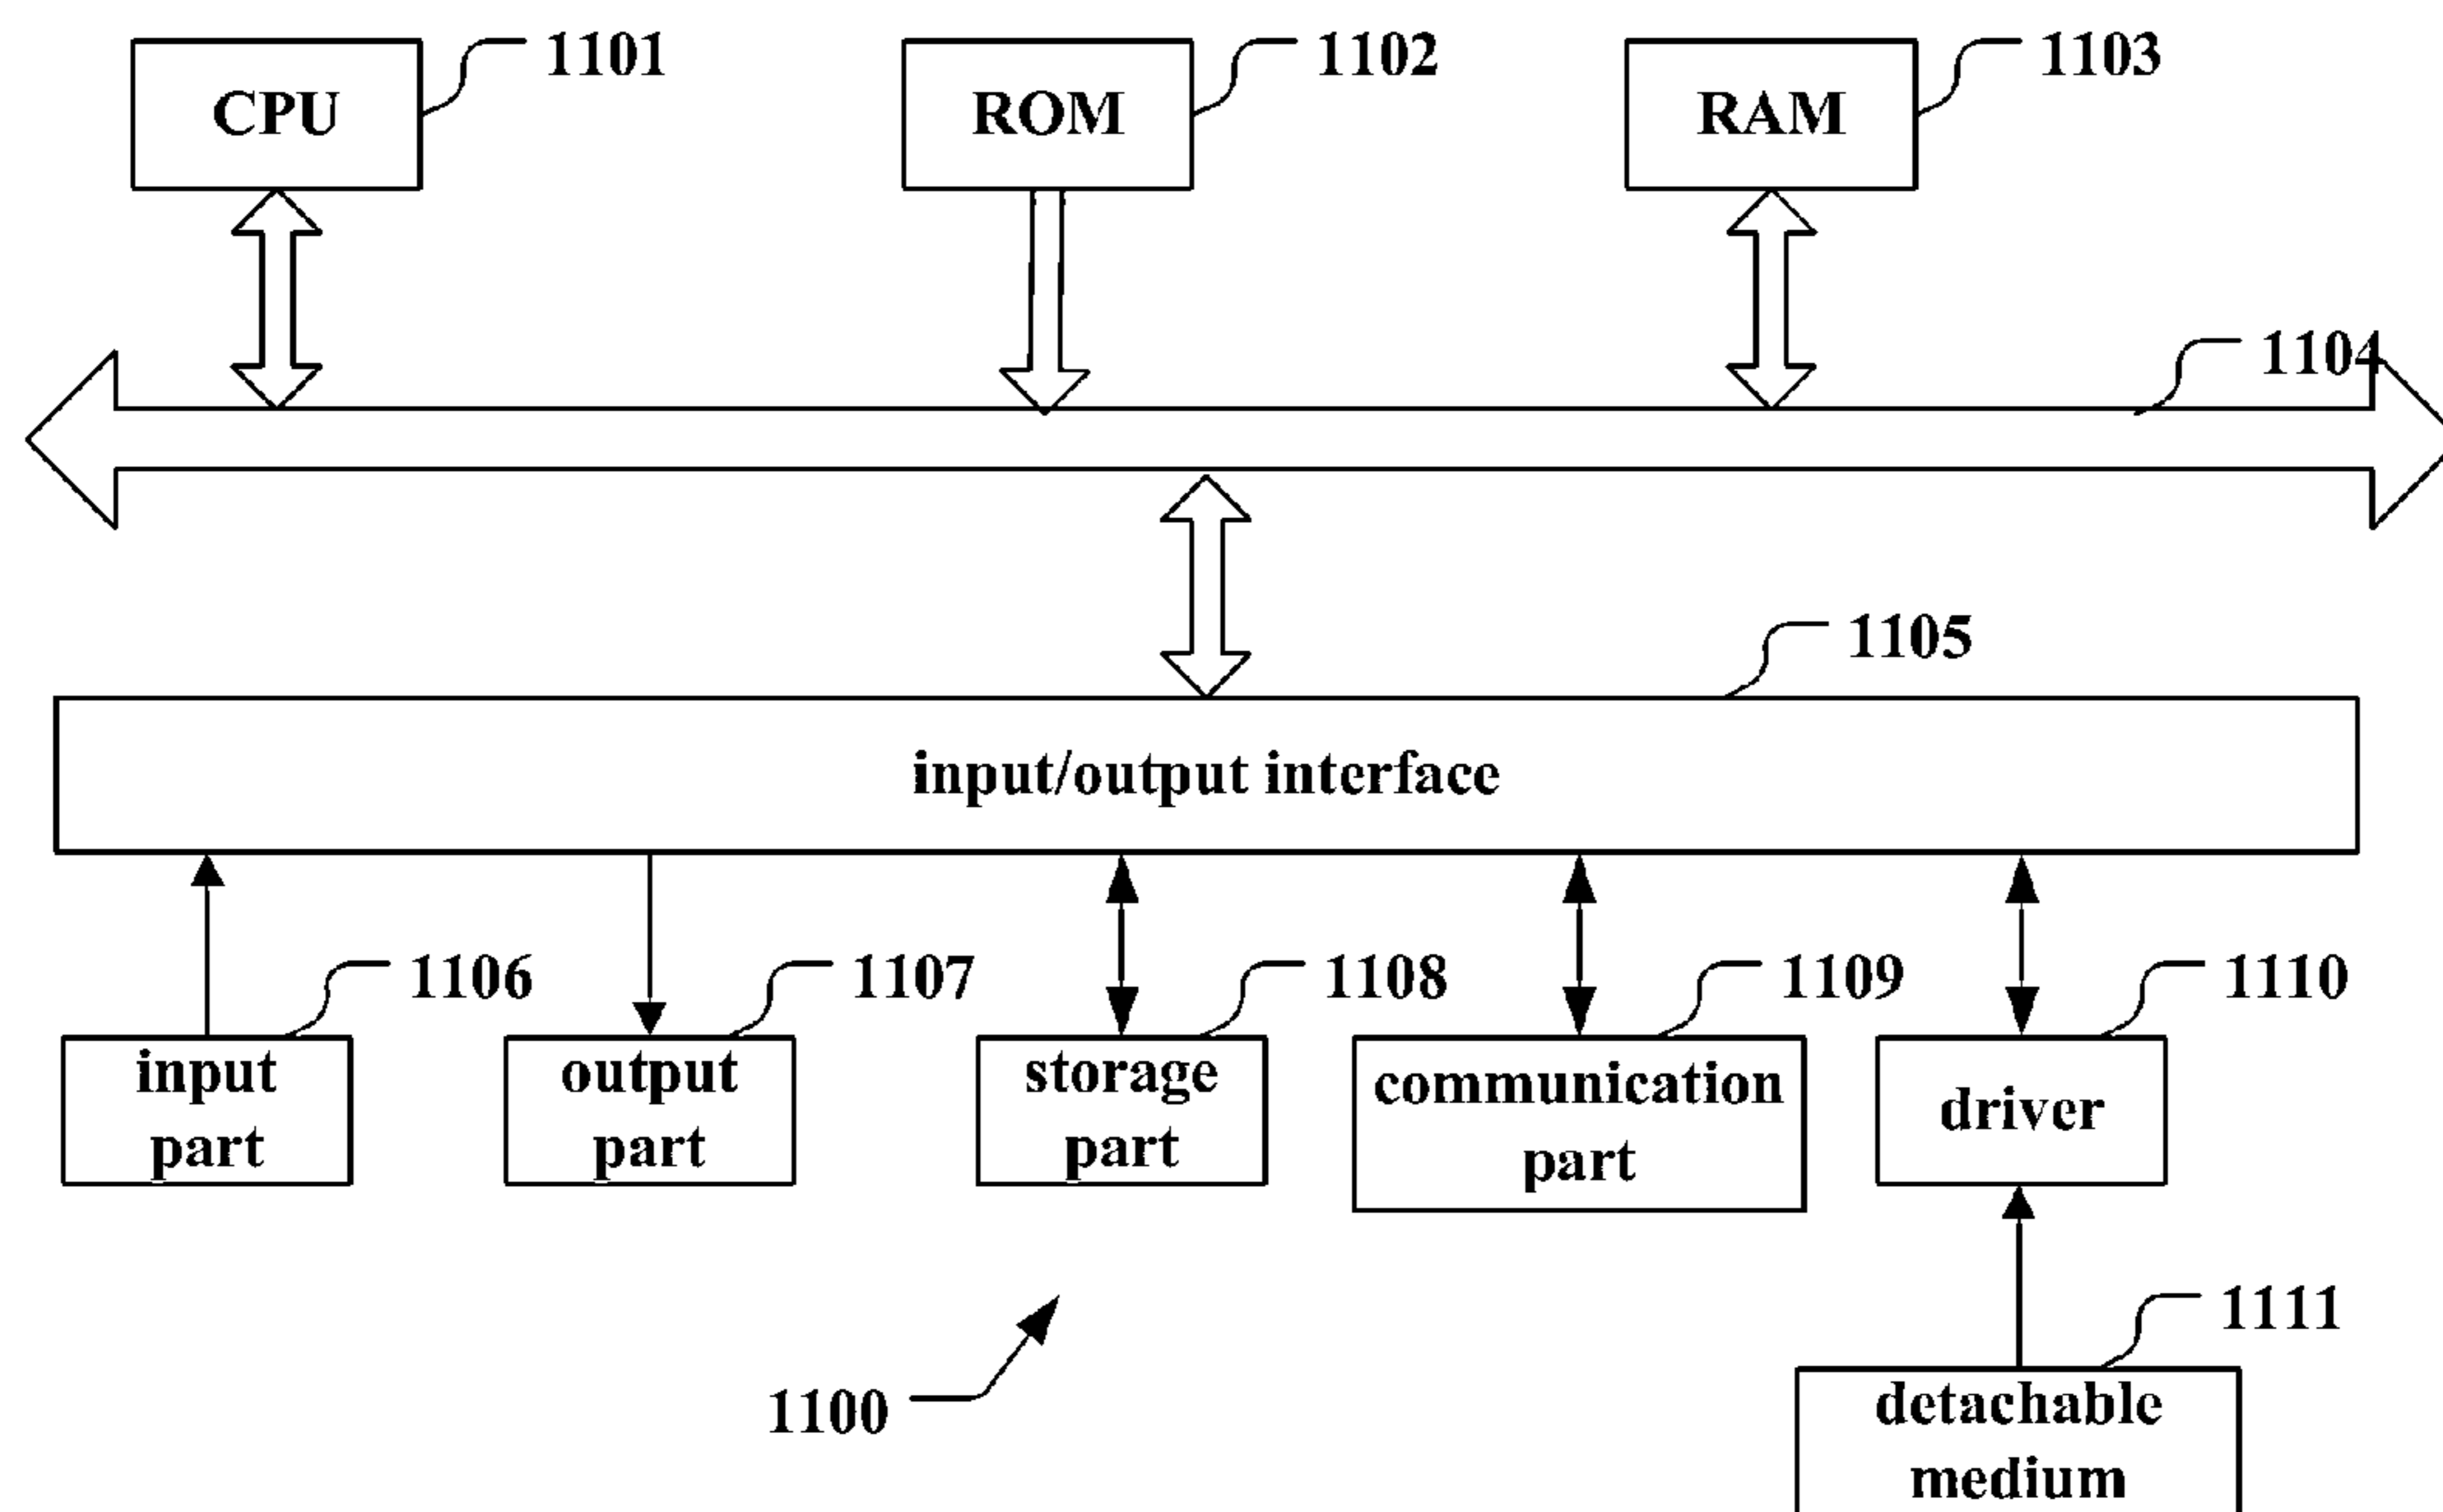 CPU
1101
ROM
1102
RAM
1103
1104
1105
input/output interface
1106
1107
1108
1109
1110
input
part
output
part
storage
part
communication
part
driver
1111
1100
detachable
medium